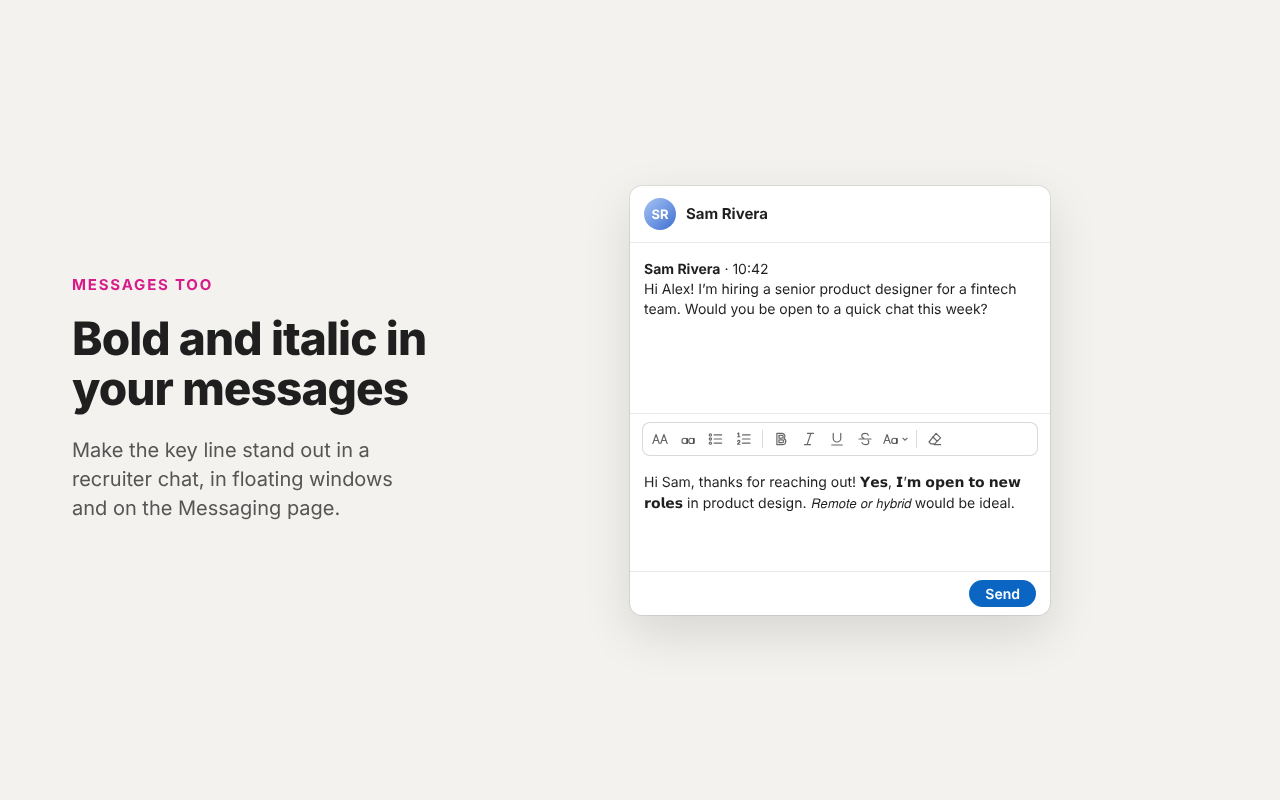 MESSAGES TOO
Bold and italic in
your messages
Make the key line stand out in a
recruiter chat, in floating windows
and on the Messaging page.
SR Sam Rivera
Sam Rivera · 10:42
Hi Alex! I’m hiring a senior product designer for a fintech
team. Would you be open to a quick chat this week?
AA aa B I U S Aa
Hi Sam, thanks for reaching out! Yes, I’m open to new
roles in product design. Remote or hybrid would be ideal.
Send